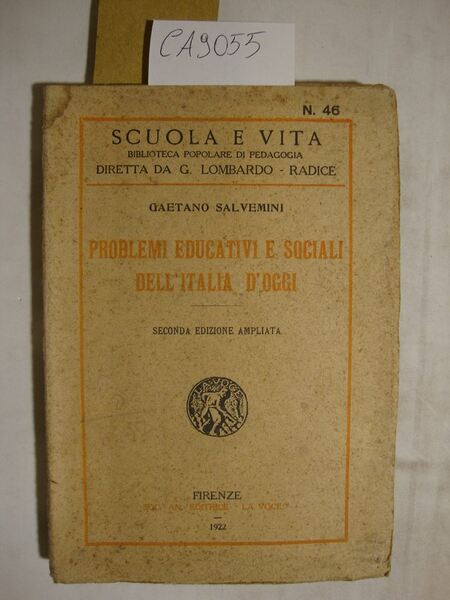 CA9055
N. 46
SCUOLA E VITA
BIBLIOTECA POPOLARE DI PEDAGOGIA
DIRETTA DA G. LOMBARDO - RADICE
GAETANO SALVEMINI
PROBLEMI EDUCATIVI E SOCIALI
DELL'ITALIA D'OGGI
SECONDA EDIZIONE AMPLIATA
LA VOCE
FIRENZE
SOC. AN. EDITRICE "LA VOCE"
1922